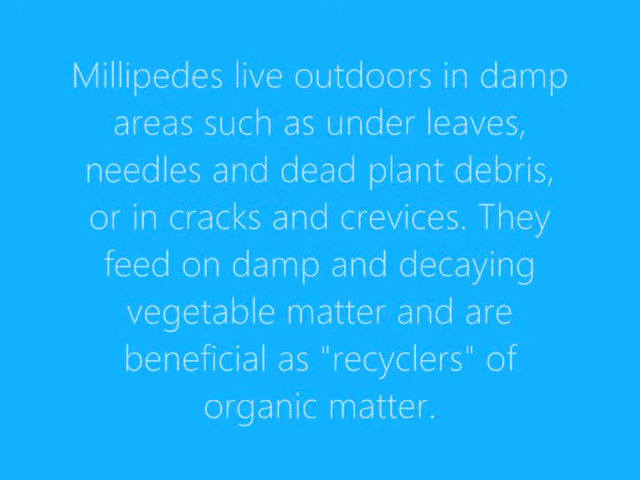 Millipedes live outdoors in damp
areas such as under leaves,
needles and dead plant debris,
or in cracks and crevices. They
feed on damp and decaying
vegetable matter and are
beneficial as "recyclers" of
organic matter.